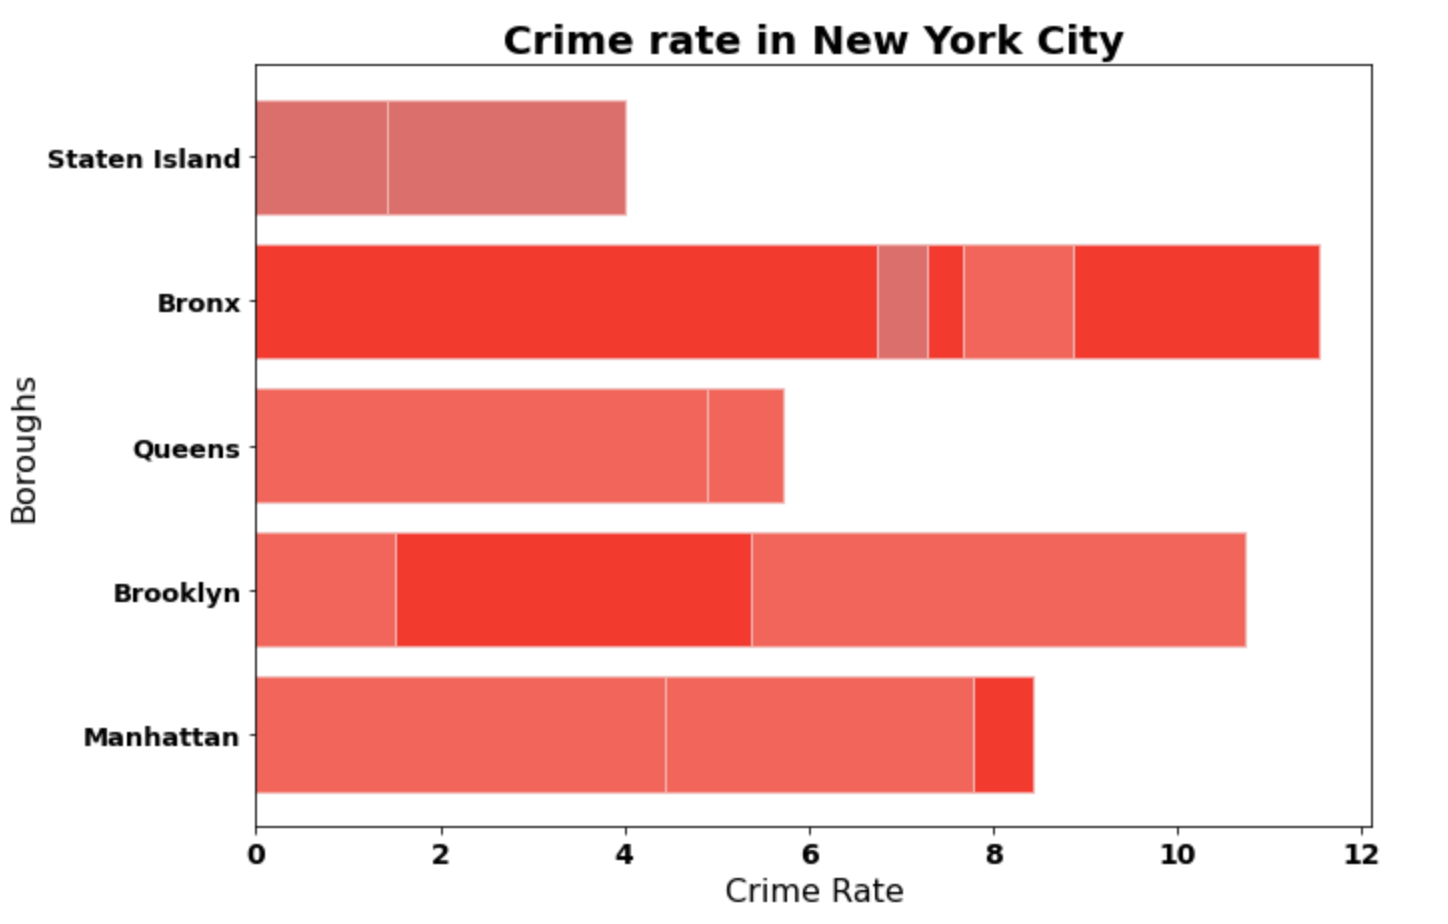 Crime rate in New York City
Staten Island
Bronx
Queens
Brooklyn
Manhattan
Boroughs
0 2 4 6 8 10 12
Crime Rate